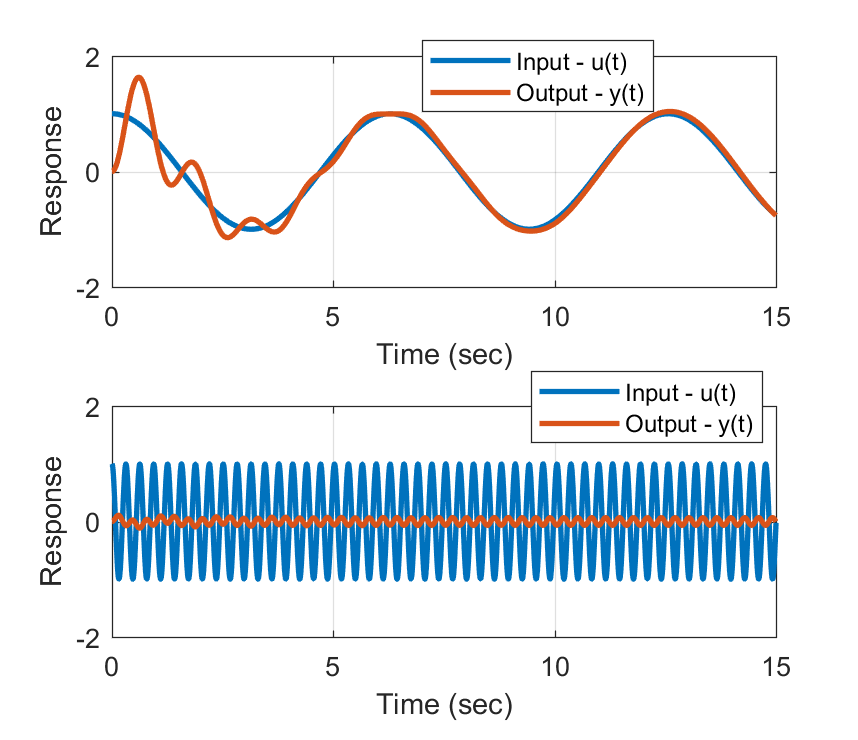 Input - u(t)
Output - y(t)
2
0
-2
Response
0 5 10 15
Time (sec)
Input - u(t)
Output - y(t)
2
0
-2
Response
0 5 10 15
Time (sec)